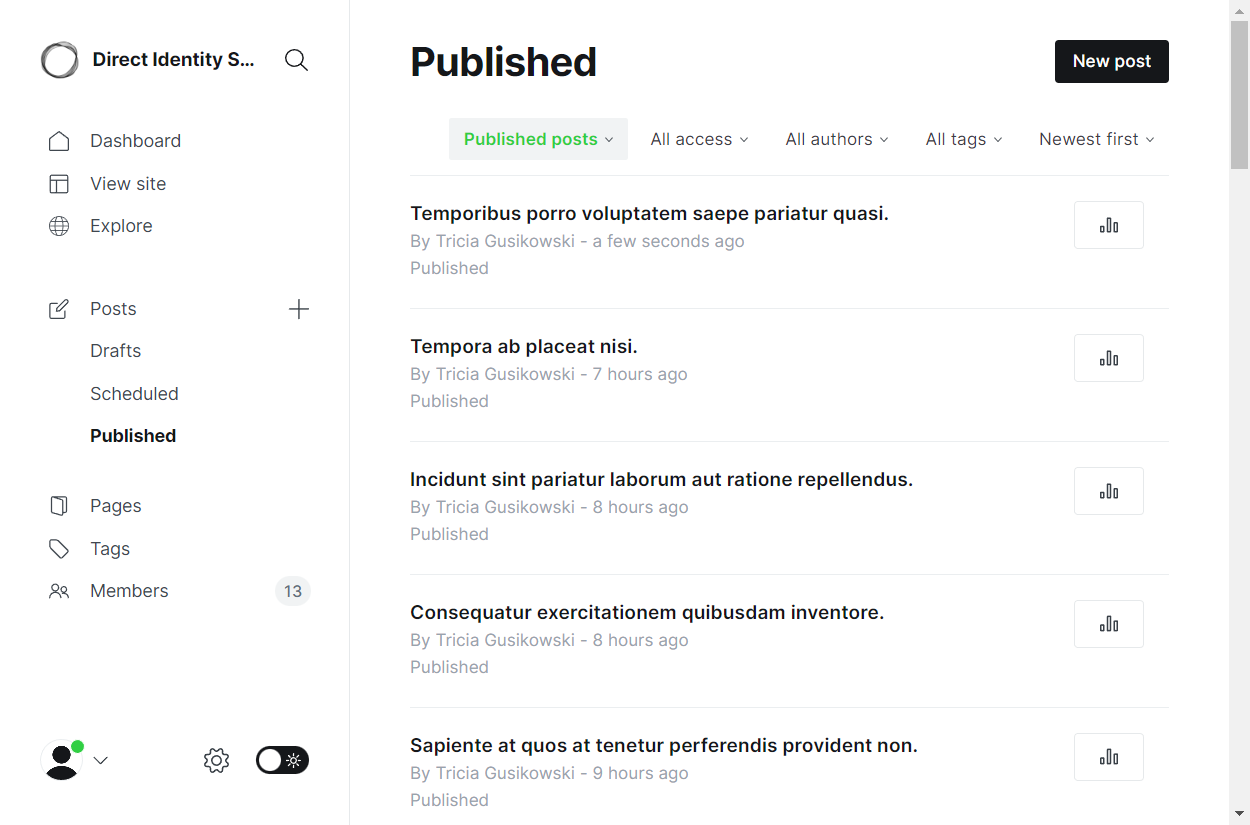 Direct Identity S...
Dashboard
View site
Explore
Posts
Drafts
Scheduled
Published
Pages
Tags
Members 13
Published
New post
Published posts All access All authors All tags Newest first
Temporibus porro voluptatem saepe pariatur quasi.
By Tricia Gusikowski - a few seconds ago
Published
Tempora ab placeat nisi.
By Tricia Gusikowski - 7 hours ago
Published
Incidunt sint pariatur laborum aut ratione repellendus.
By Tricia Gusikowski - 8 hours ago
Published
Consequatur exercitationem quibusdam inventore.
By Tricia Gusikowski - 8 hours ago
Published
Sapiente at quos at tenetur perferendis provident non.
By Tricia Gusikowski - 9 hours ago
Published